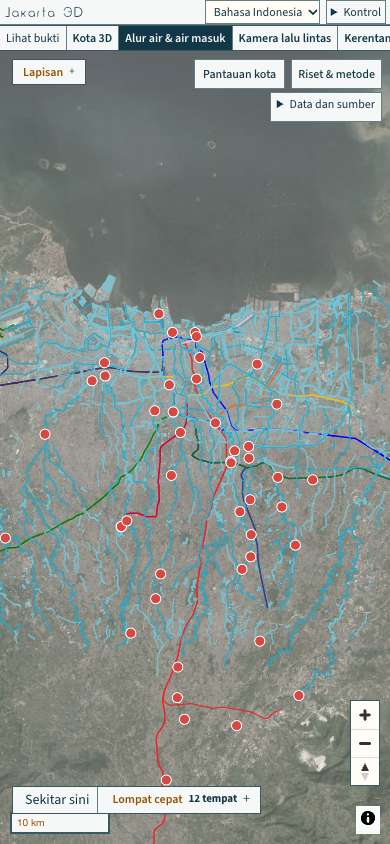 Jakarta 3D
Bahasa Indonesia
▶ Kontrol
Lihat bukti
Kota 3D
Alur air & air masuk
Kamera lalu lintas
Kerentan
Lapisan +
Pantauan kota
Riset & metode
▶ Data dan sumber
Sekitar sini
Lompat cepat 12 tempat +
10 km